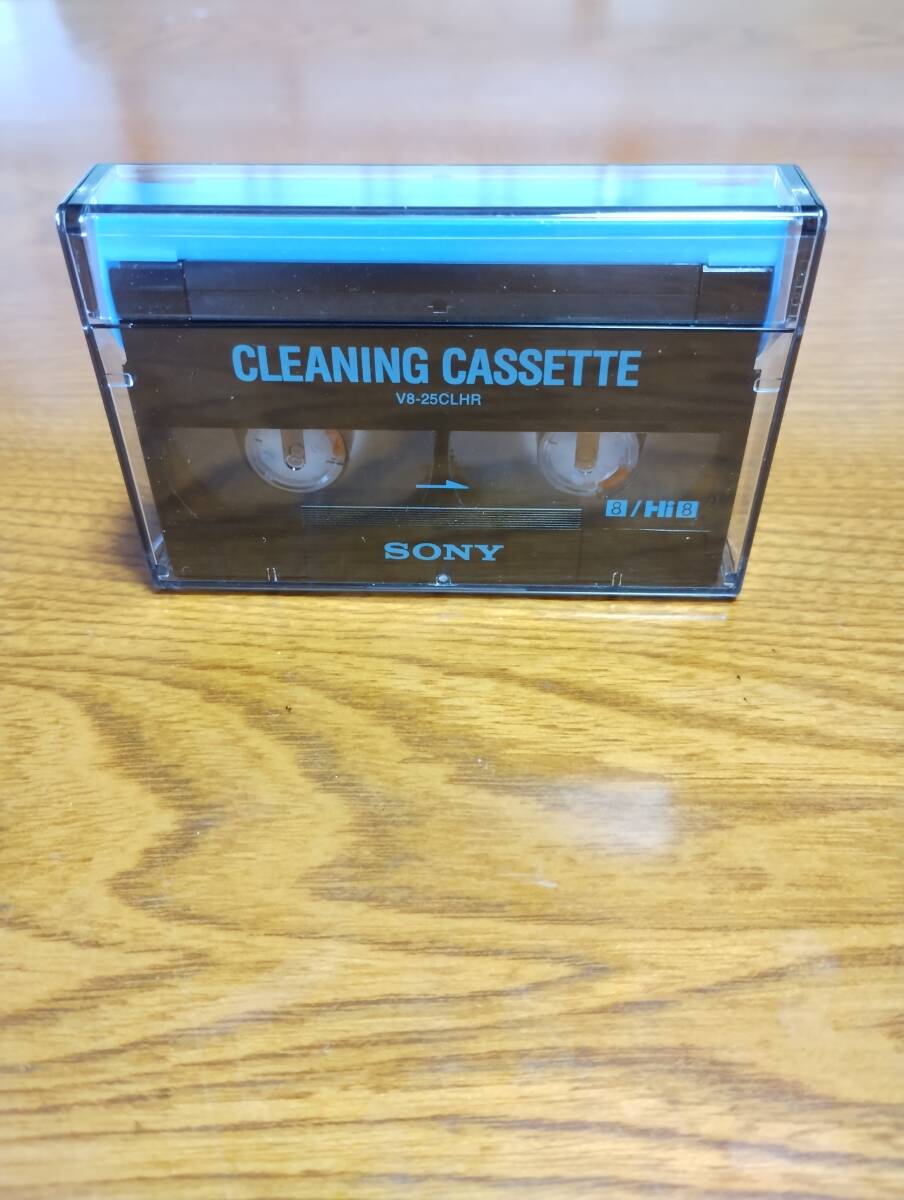 CLEANING CASSETTE
V8-25CLHR
8/Hi8
SONY